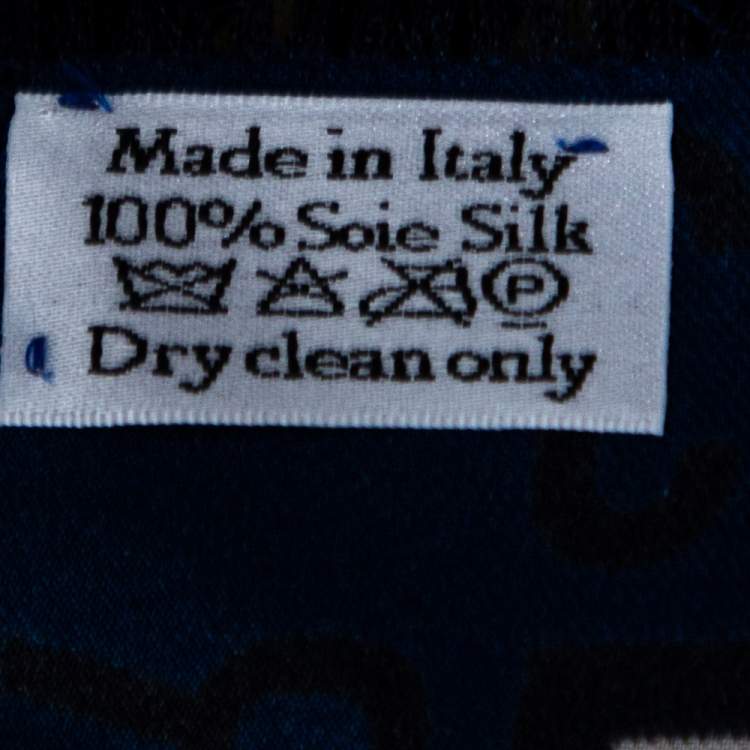 Made in Italy
100% Soie Silk
P
Dry clean only